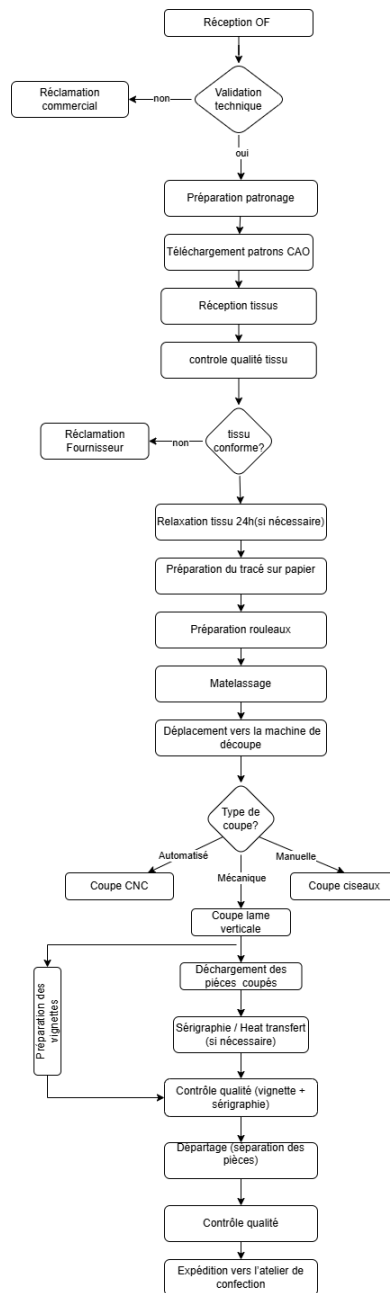 Réception OF
Réclamation
commercial
non
Validation
technique
oui
Préparation patronage
Téléchargement patrons CAO
Réception tissus
controle qualité tissu
Réclamation
Fournisseur
non
tissu
conforme?
Relaxation tissu 24h(si nécessaire)
Préparation du tracé sur papier
Préparation rouleaux
Matelassage
Déplacement vers la machine de
découpe
Type de
coupe?
Automatisé
Manuelle
Mécanique
Coupe CNC
Coupe ciseaux
Coupe lame
verticale
Préparation des
vignettes
Déchargement des
piéces coupés
Sérigraphie / Heat transfert
(si nécessaire)
Contrôle qualité (vignette +
sérigraphie)
Départage (séparation des
pièces)
Contrôle qualité
Expédition vers l'atelier de
confection